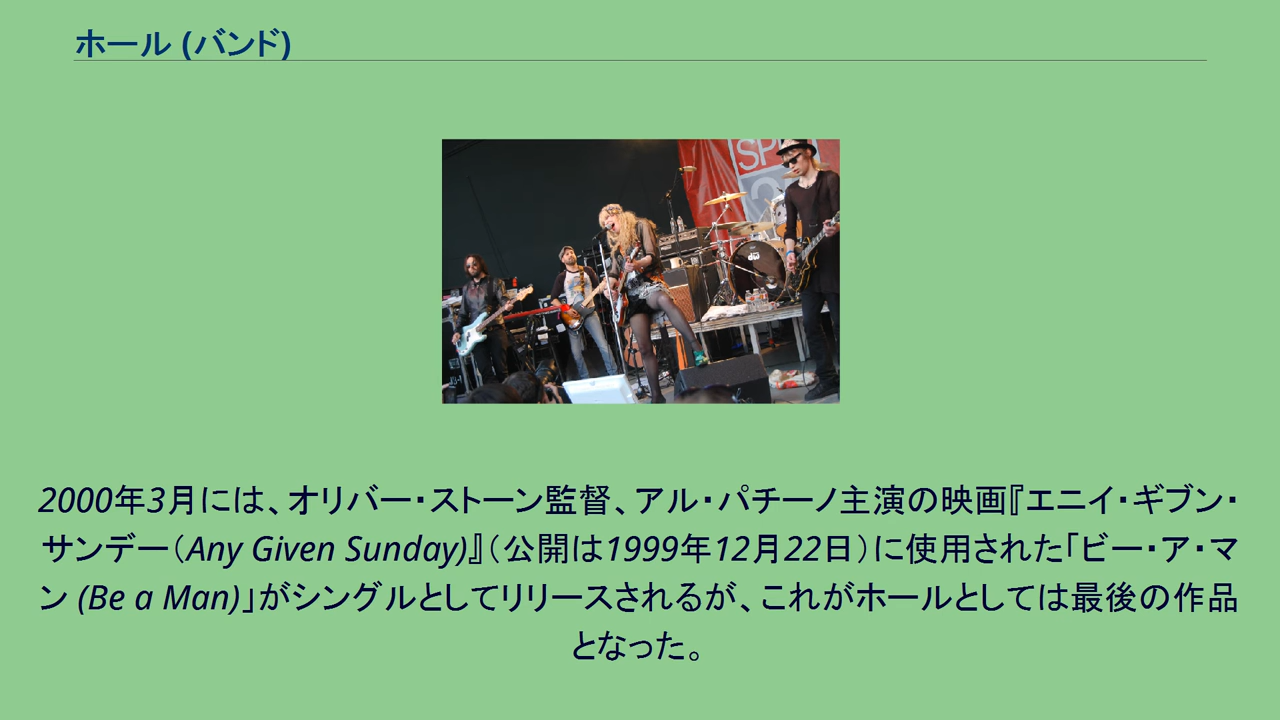 ホール (バンド)
2000年3月には、オリバー・ストーン監督、アル・パチーノ主演の映画『エニイ・ギブン・
サンデー（Any Given Sunday)』（公開は1999年12月22日）に使用された「ビー・ア・マ
ン (Be a Man)」がシングルとしてリリースされるが、これがホールとしては最後の作品
となった。